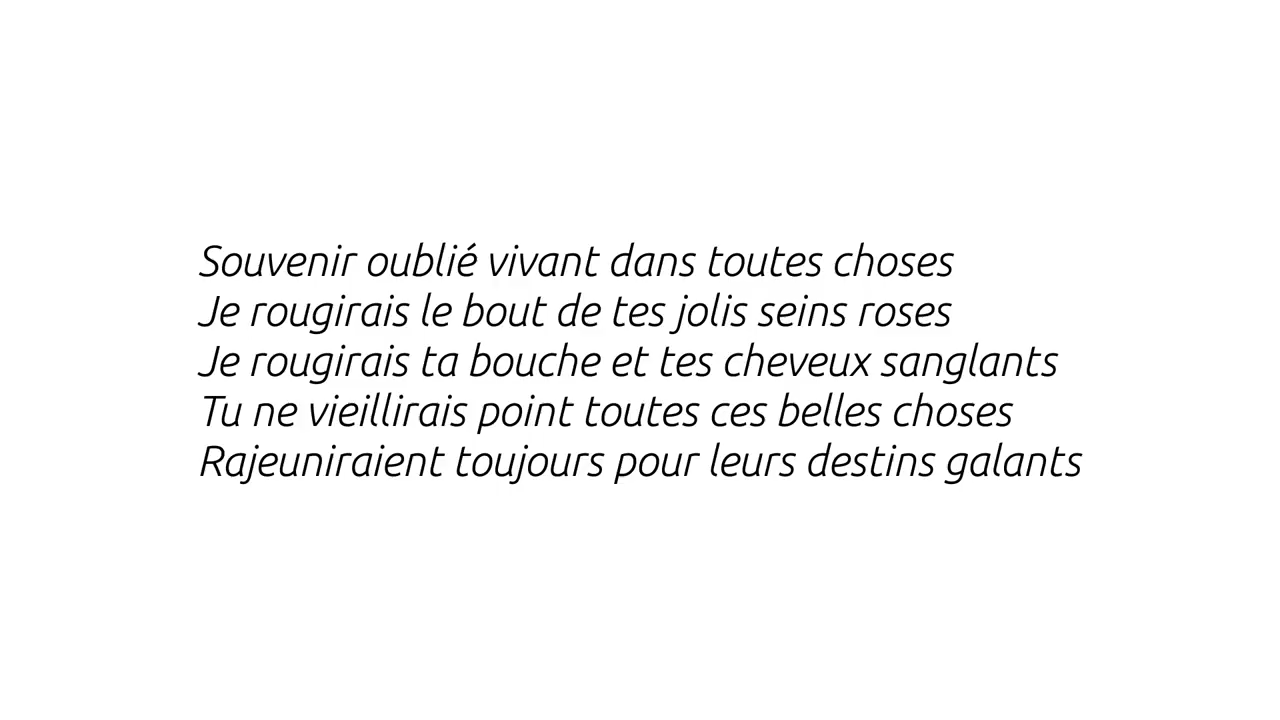 Souvenir oublié vivant dans toutes choses
Je rougirais le bout de tes jolis seins roses
Je rougirais ta bouche et tes cheveux sanglants
Tu ne vieillirais point toutes ces belles choses
Rajeuniraient toujours pour leurs destins galants